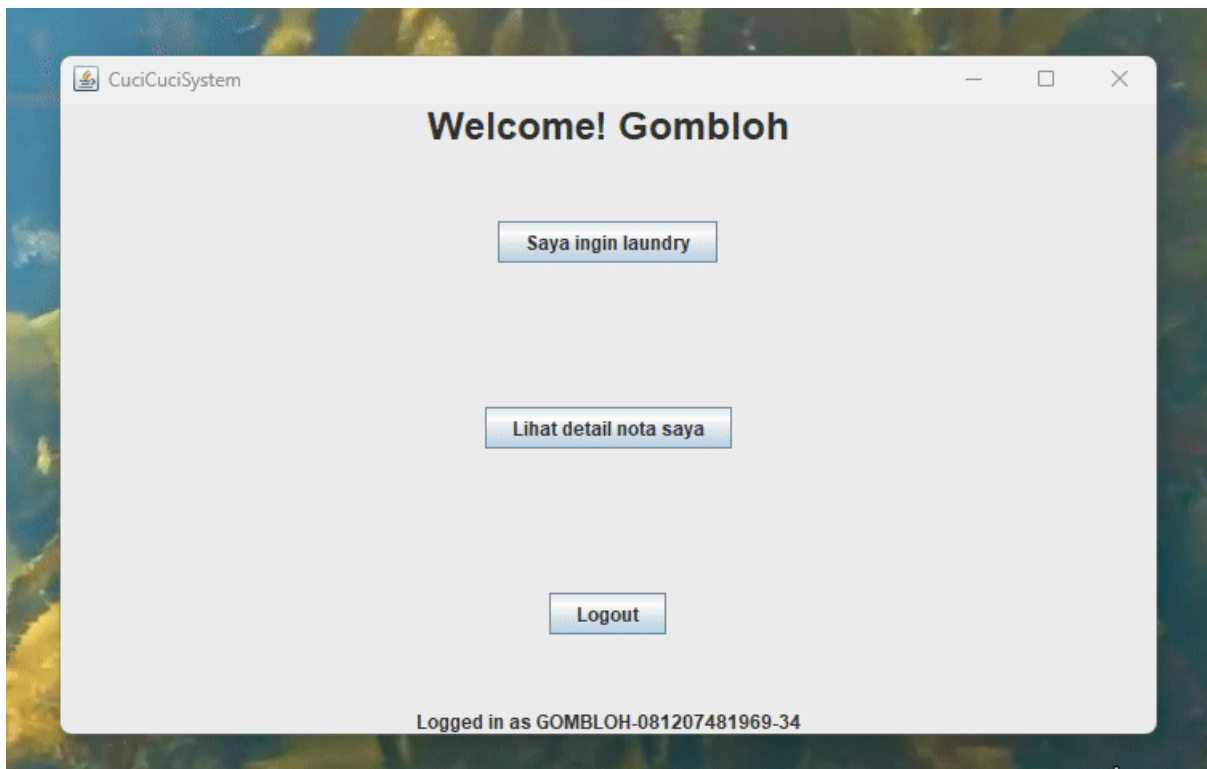 CuciCuciSystem
Welcome! Gombloh
Saya ingin laundry
Lihat detail nota saya
Logout
Logged in as GOMBLOH-081207481969-34